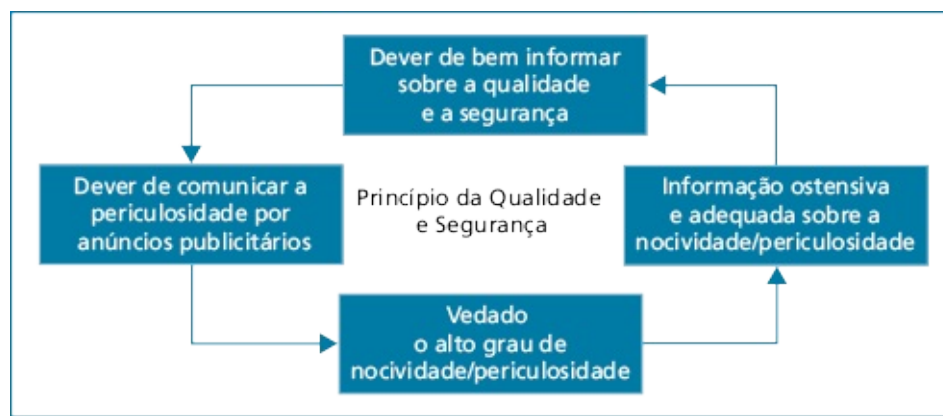 Dever de bem informar
sobre a qualidade
e a segurança
Dever de comunicar a
periculosidade por
anúncios publicitários
Princípio da Qualidade
e Segurança
Informação ostensiva
e adequada sobre a
nocividade/periculosidade
Vedado
o alto grau de
nocividade/periculosidade